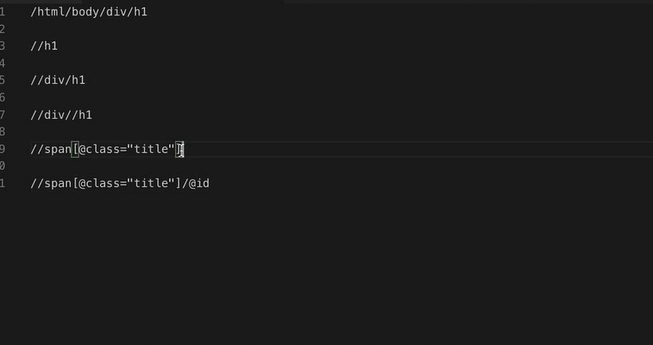 1 /html/body/div/h1
2
3 //h1
4
5 //div/h1
6
7 //div//h1
8
9 //span[@class="title"]
0
1 //span[@class="title"]/@id